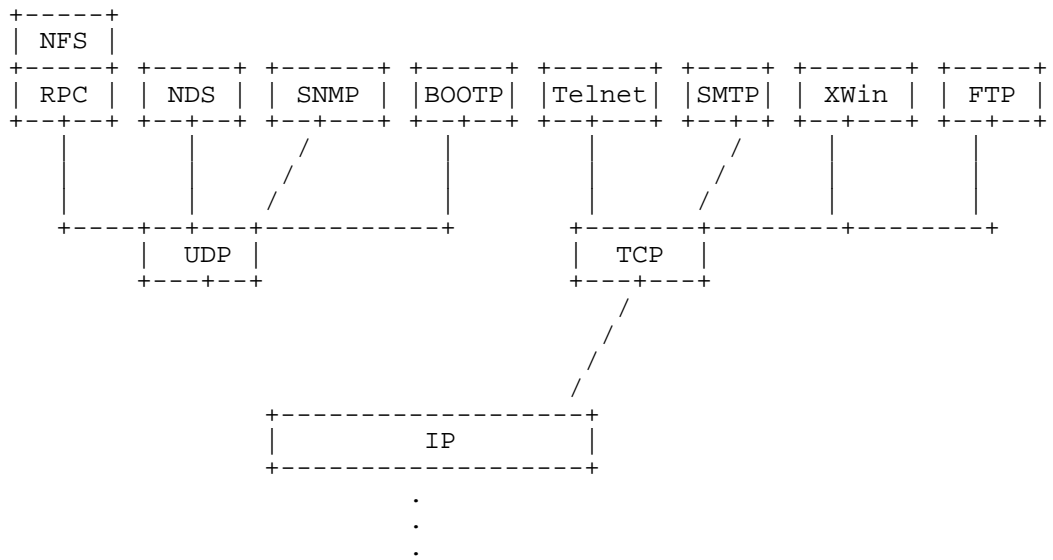 NFS
RPC NDS SNMP BOOTP Telnet SMTP XWin FTP
UDP TCP
IP